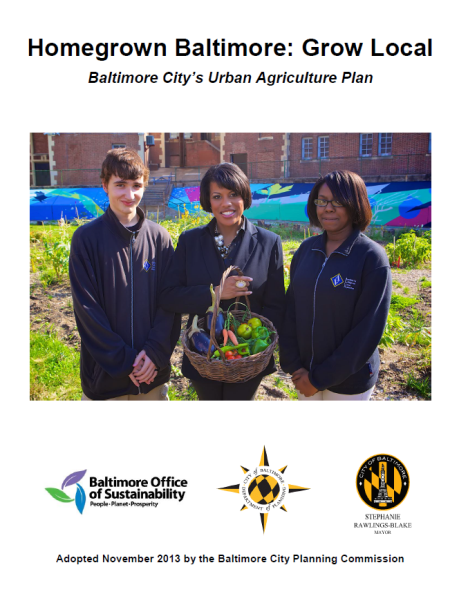 Homegrown Baltimore: Grow Local
Baltimore City's Urban Agriculture Plan
Baltimore Office
of Sustainability
People·Planet·Prosperity
CITY OF BALTIMORE
DEPARTMENT PLANNING
CITY OF BALTIMORE
STEPHANIE
RAWLINGS-BLAKE
MAYOR
Adopted November 2013 by the Baltimore City Planning Commission